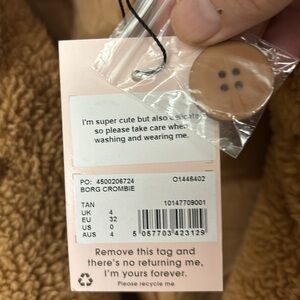 I'm super cute but also delicate
so please take care when
washing and wearing me.
PO: 4500206724 O1446402
BORG CROMBIE
TAN 10147709001
UK 4
EU 32
US 0
AUS 4 5 057703 423129
Remove this tag and
there's no returning me,
I'm yours forever.
Please recycle me